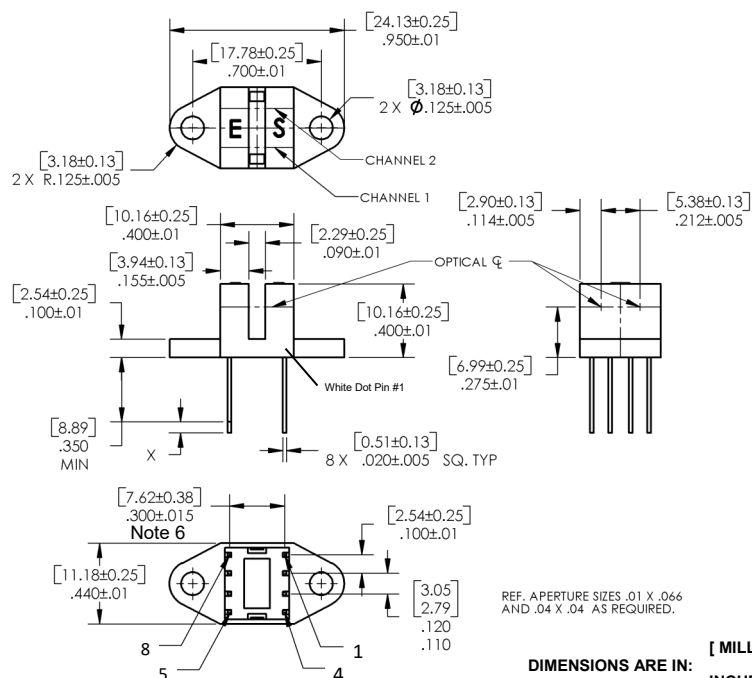 [24.13±0.25]
.950±.01
[17.78±0.25]
.700±.01
[3.18±0.13]
2 X Ø.125±.005
E S
[3.18±0.13]
2 X R.125±.005
CHANNEL 2
CHANNEL 1
[10.16±0.25]
.400±.01
[2.29±0.25]
.090±.01
[3.94±0.13]
.155±.005
[2.54±0.25]
.100±.01
OPTICAL ℄
[10.16±0.25]
.400±.01
White Dot Pin #1
[8.89]
.350
MIN
X
8 X [0.51±0.13]
.020±.005 SQ. TYP
[2.90±0.13]
.114±.005
[5.38±0.13]
.212±.005
[6.99±0.25]
.275±.01
[7.62±0.38]
.300±.015
Note 6
[2.54±0.25]
.100±.01
[11.18±0.25]
.440±.01
[3.05
2.79]
.120
.110
8
1
5
4
REF. APERTURE SIZES .01 X .066
AND .04 X .04 AS REQUIRED.
[ MILL
DIMENSIONS ARE IN: